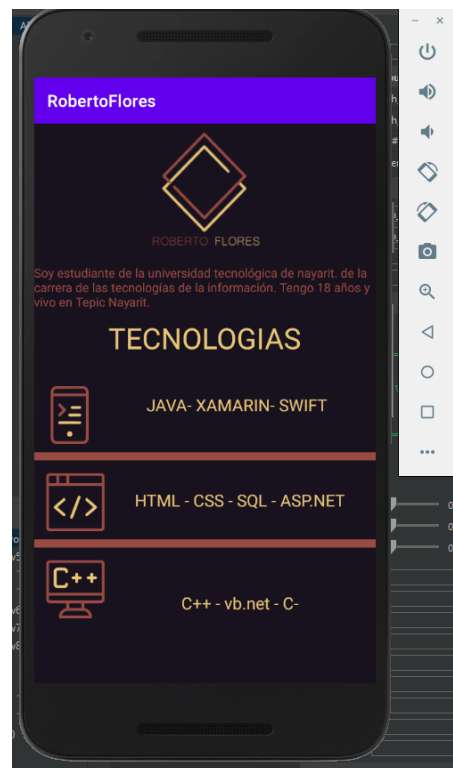 RobertoFlores
ROBERTO FLORES
Soy estudiante de la universidad tecnológica de nayarit. de la
carrera de las tecnologías de la información. Tengo 18 años y
vivo en Tepic Nayarit.
TECNOLOGIAS
JAVA- XAMARIN- SWIFT
</>
HTML - CSS - SQL - ASP.NET
C++
C++ - vb.net - C-